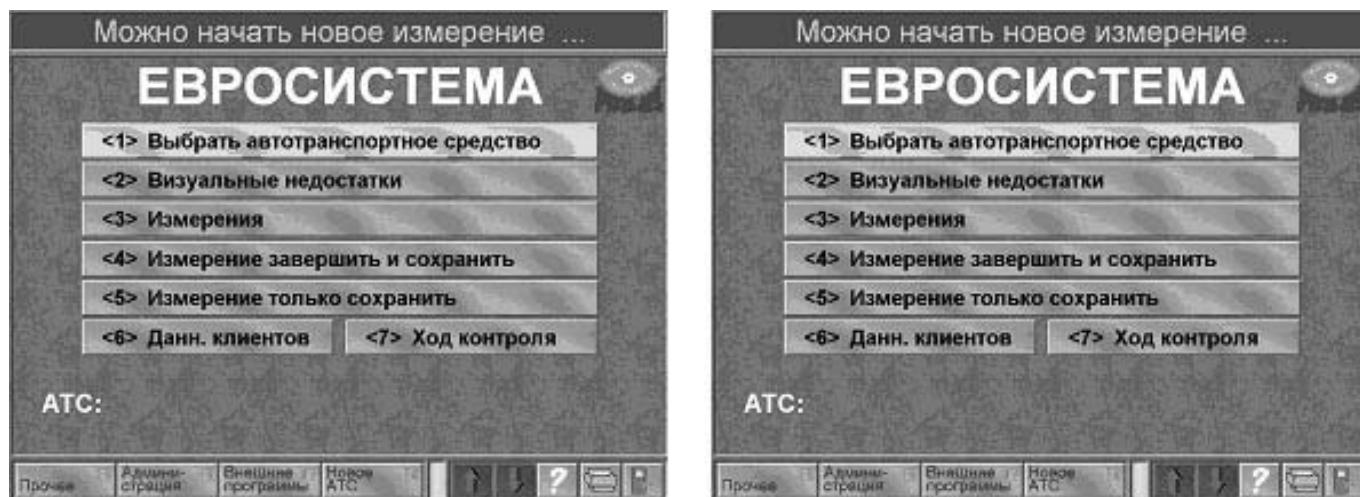 Можно начать новое измерение ...
ЕВРОСИСТЕМА
<1> Выбрать автотранспортное средство
<2> Визуальные недостатки
<3> Измерения
<4> Измерение завершить и сохранить
<5> Измерение только сохранить
<6> Данн. клиентов <7> Ход контроля
АТС:
Прочее Админи-страция Внешние программы Новое АТС ?
Можно начать новое измерение ...
ЕВРОСИСТЕМА
<1> Выбрать автотранспортное средство
<2> Визуальные недостатки
<3> Измерения
<4> Измерение завершить и сохранить
<5> Измерение только сохранить
<6> Данн. клиентов <7> Ход контроля
АТС:
Прочее Админи-страция Внешние программы Новое АТС ?